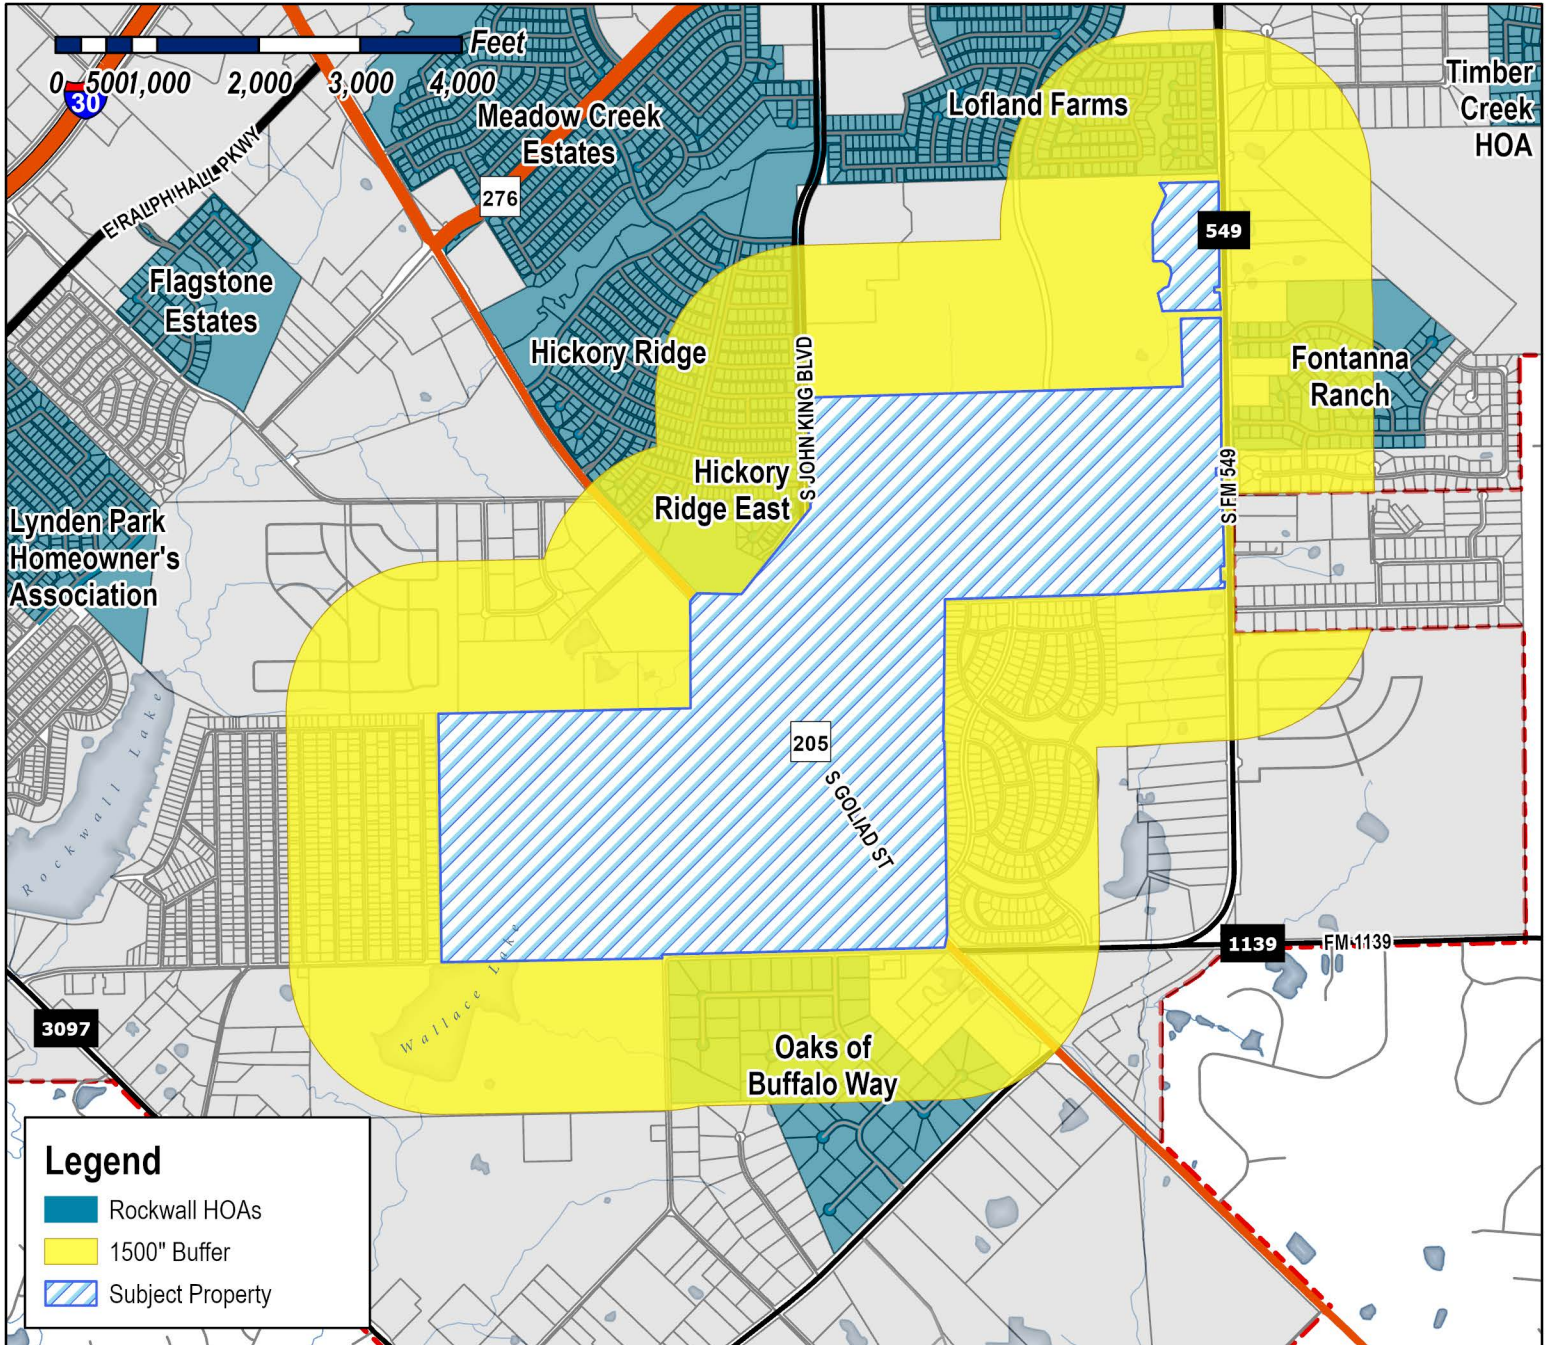 Feet
0 500 1,000 2,000 3,000 4,000
30
E RALPH HALL PKWY
Meadow Creek
Estates
276
Lofland Farms
Timber
Creek
HOA
549
Flagstone
Estates
Hickory Ridge
S JOHN KING BLVD
Fontanna
Ranch
Hickory
Ridge East
S FM 549
Lynden Park
Homeowner's
Association
Rockwall Lake
205
S GOLIAD ST
Wallace Lake
1139
FM 1139
3097
Oaks of
Buffalo Way
Legend
Rockwall HOAs
1500" Buffer
Subject Property